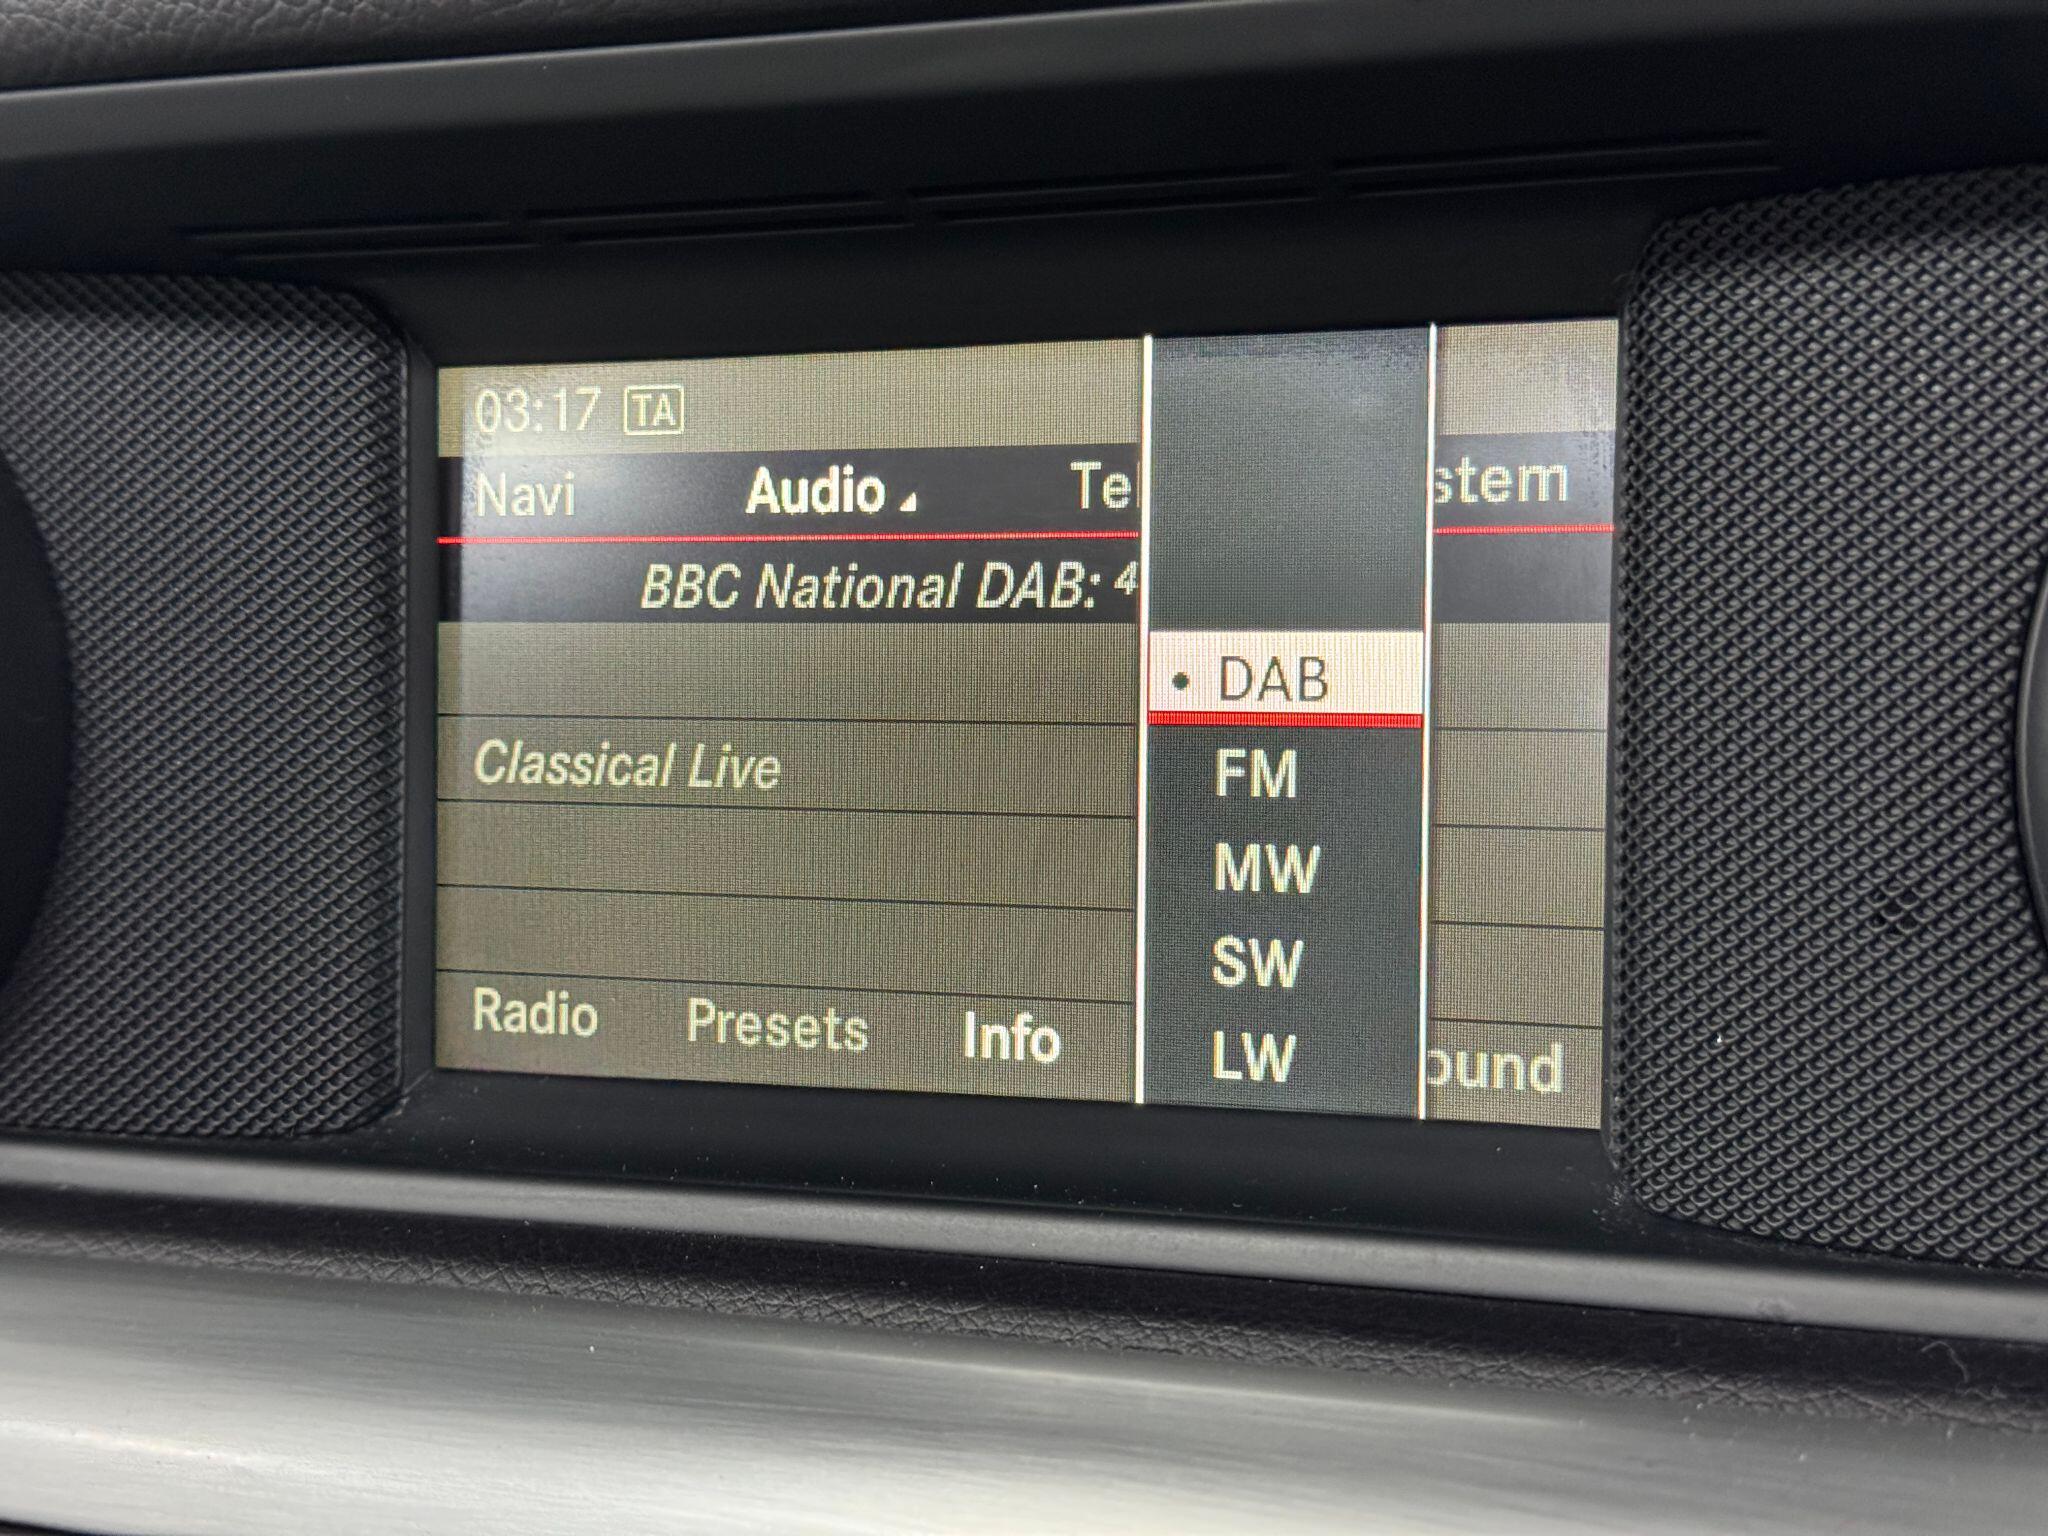 03:17 TA
Navi Audio Tel stem
BBC National DAB: 4
DAB
Classical Live
FM
MW
SW
LW
Radio Presets Info ound